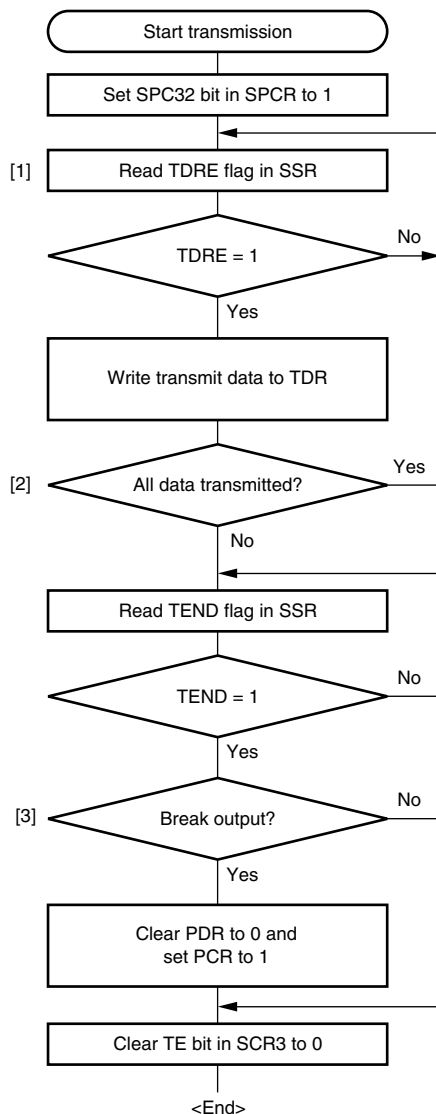 Start transmission
Set SPC32 bit in SPCR to 1
[1]
Read TDRE flag in SSR
TDRE = 1
No
Yes
Write transmit data to TDR
[2]
All data transmitted?
Yes
No
Read TEND flag in SSR
TEND = 1
No
Yes
[3]
Break output?
No
Yes
Clear PDR to 0 and
set PCR to 1
Clear TE bit in SCR3 to 0
<End>